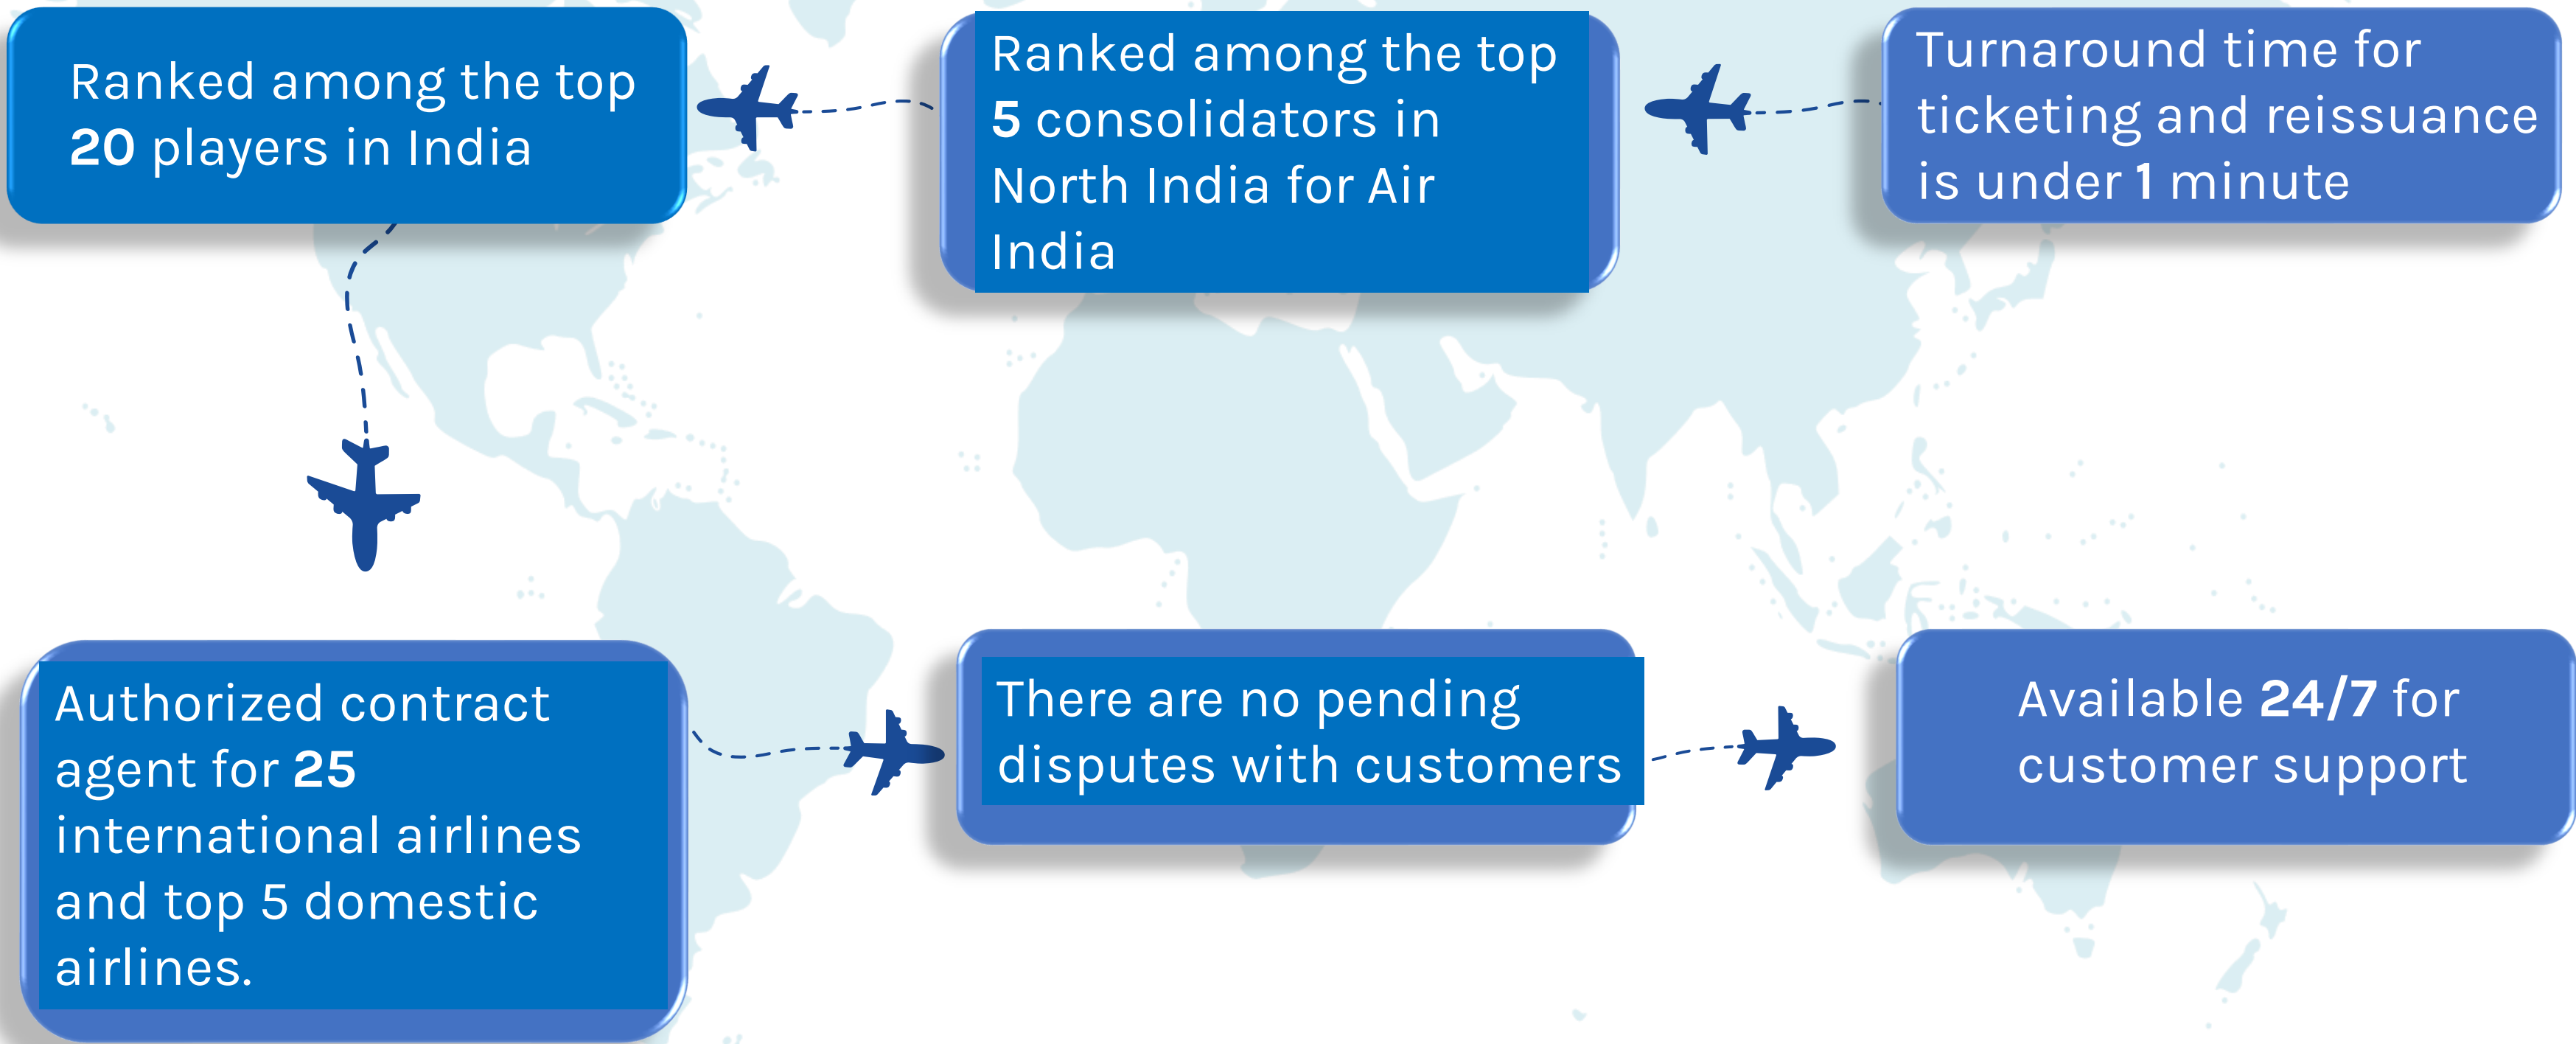 Ranked among the top
20 players in India
Ranked among the top
5 consolidators in
North India for Air
India
Turnaround time for
ticketing and reissuance
is under 1 minute
Authorized contract
agent for 25
international airlines
and top 5 domestic
airlines.
There are no pending
disputes with customers
Available 24/7 for
customer support